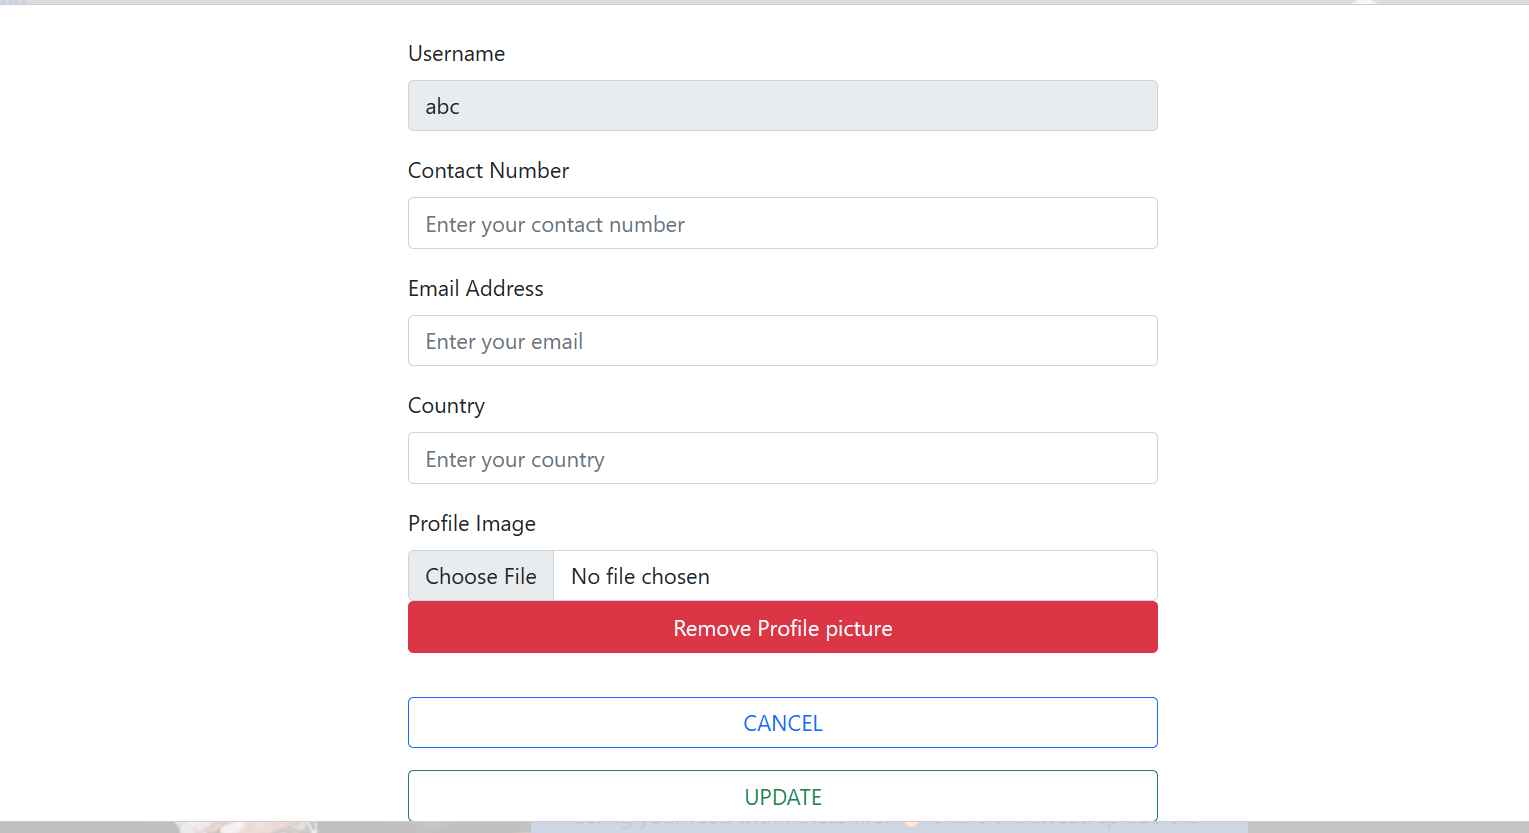 Username
abc
Contact Number
Enter your contact number
Email Address
Enter your email
Country
Enter your country
Profile Image
Choose File No file chosen
Remove Profile picture
CANCEL
UPDATE